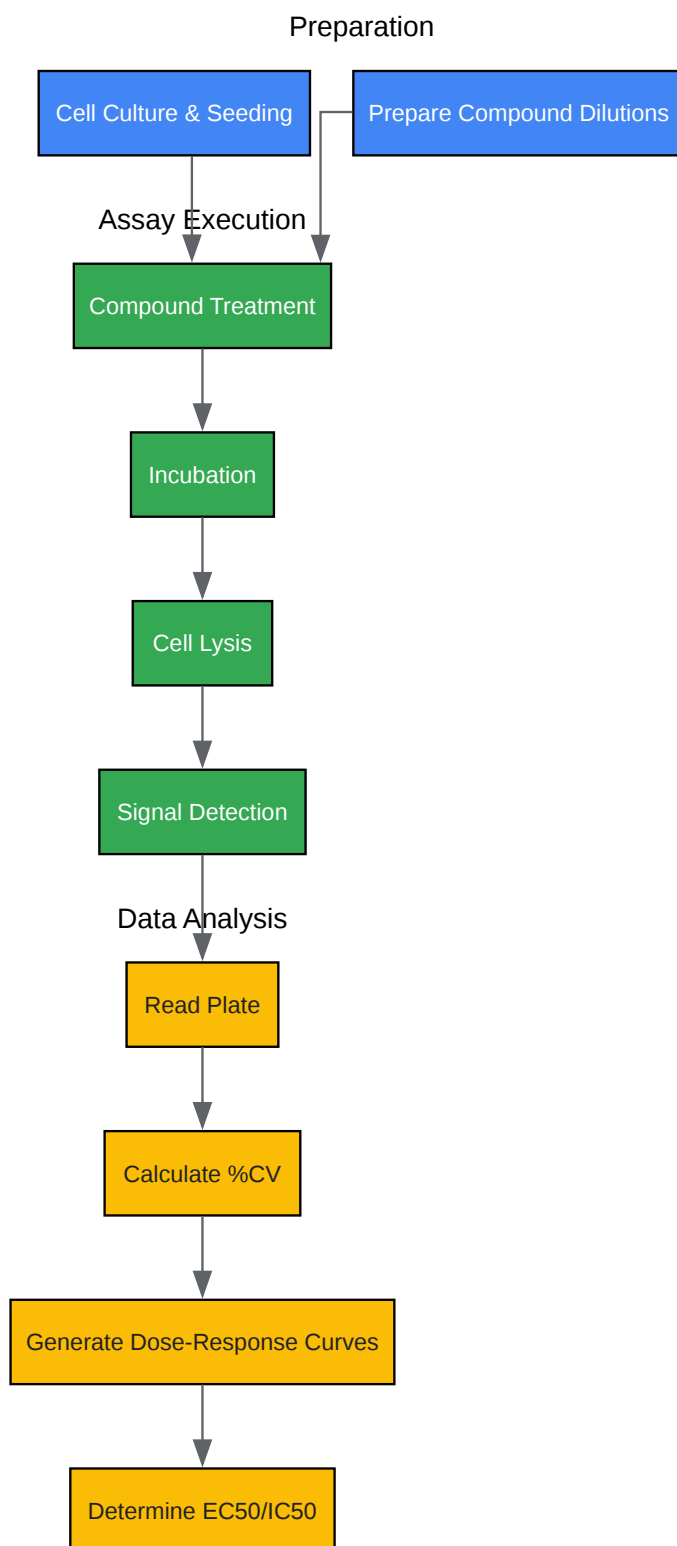 Preparation
Cell Culture & Seeding
Prepare Compound Dilutions
Assay Execution
Compound Treatment
Incubation
Cell Lysis
Signal Detection
Data Analysis
Read Plate
Calculate %CV
Generate Dose-Response Curves
Determine EC50/IC50